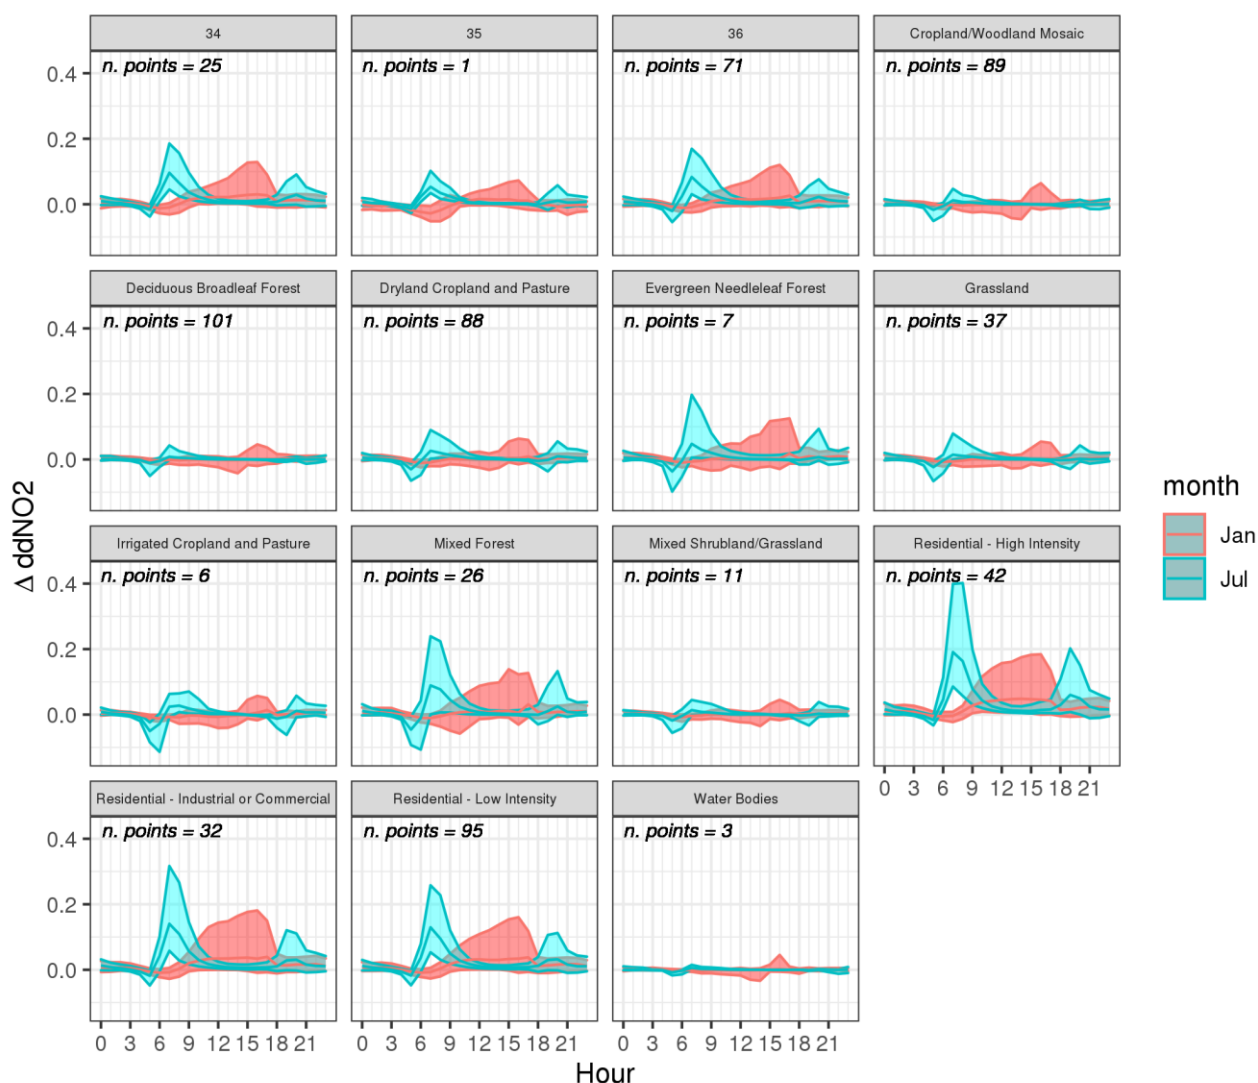 34 35 36 Cropland/Woodland Mosaic
n. points = 25 n. points = 1 n. points = 71 n. points = 89
0.4
0.2
0.0
Deciduous Broadleaf Forest Dryland Cropland and Pasture Evergreen Needleleaf Forest Grassland
n. points = 101 n. points = 88 n. points = 7 n. points = 37
0.4
0.2
0.0
Irrigated Cropland and Pasture Mixed Forest Mixed Shrubland/Grassland Residential - High Intensity
n. points = 6 n. points = 26 n. points = 11 n. points = 42
0.4
0.2
0.0
0 3 6 9 12 15 18 21
Residential - Industrial or Commercial Residential - Low Intensity Water Bodies
n. points = 32 n. points = 95 n. points = 3
0.4
0.2
0.0
0 3 6 9 12 15 18 21 0 3 6 9 12 15 18 21 0 3 6 9 12 15 18 21
Hour
Δ ddNO2
month
Jan
Jul